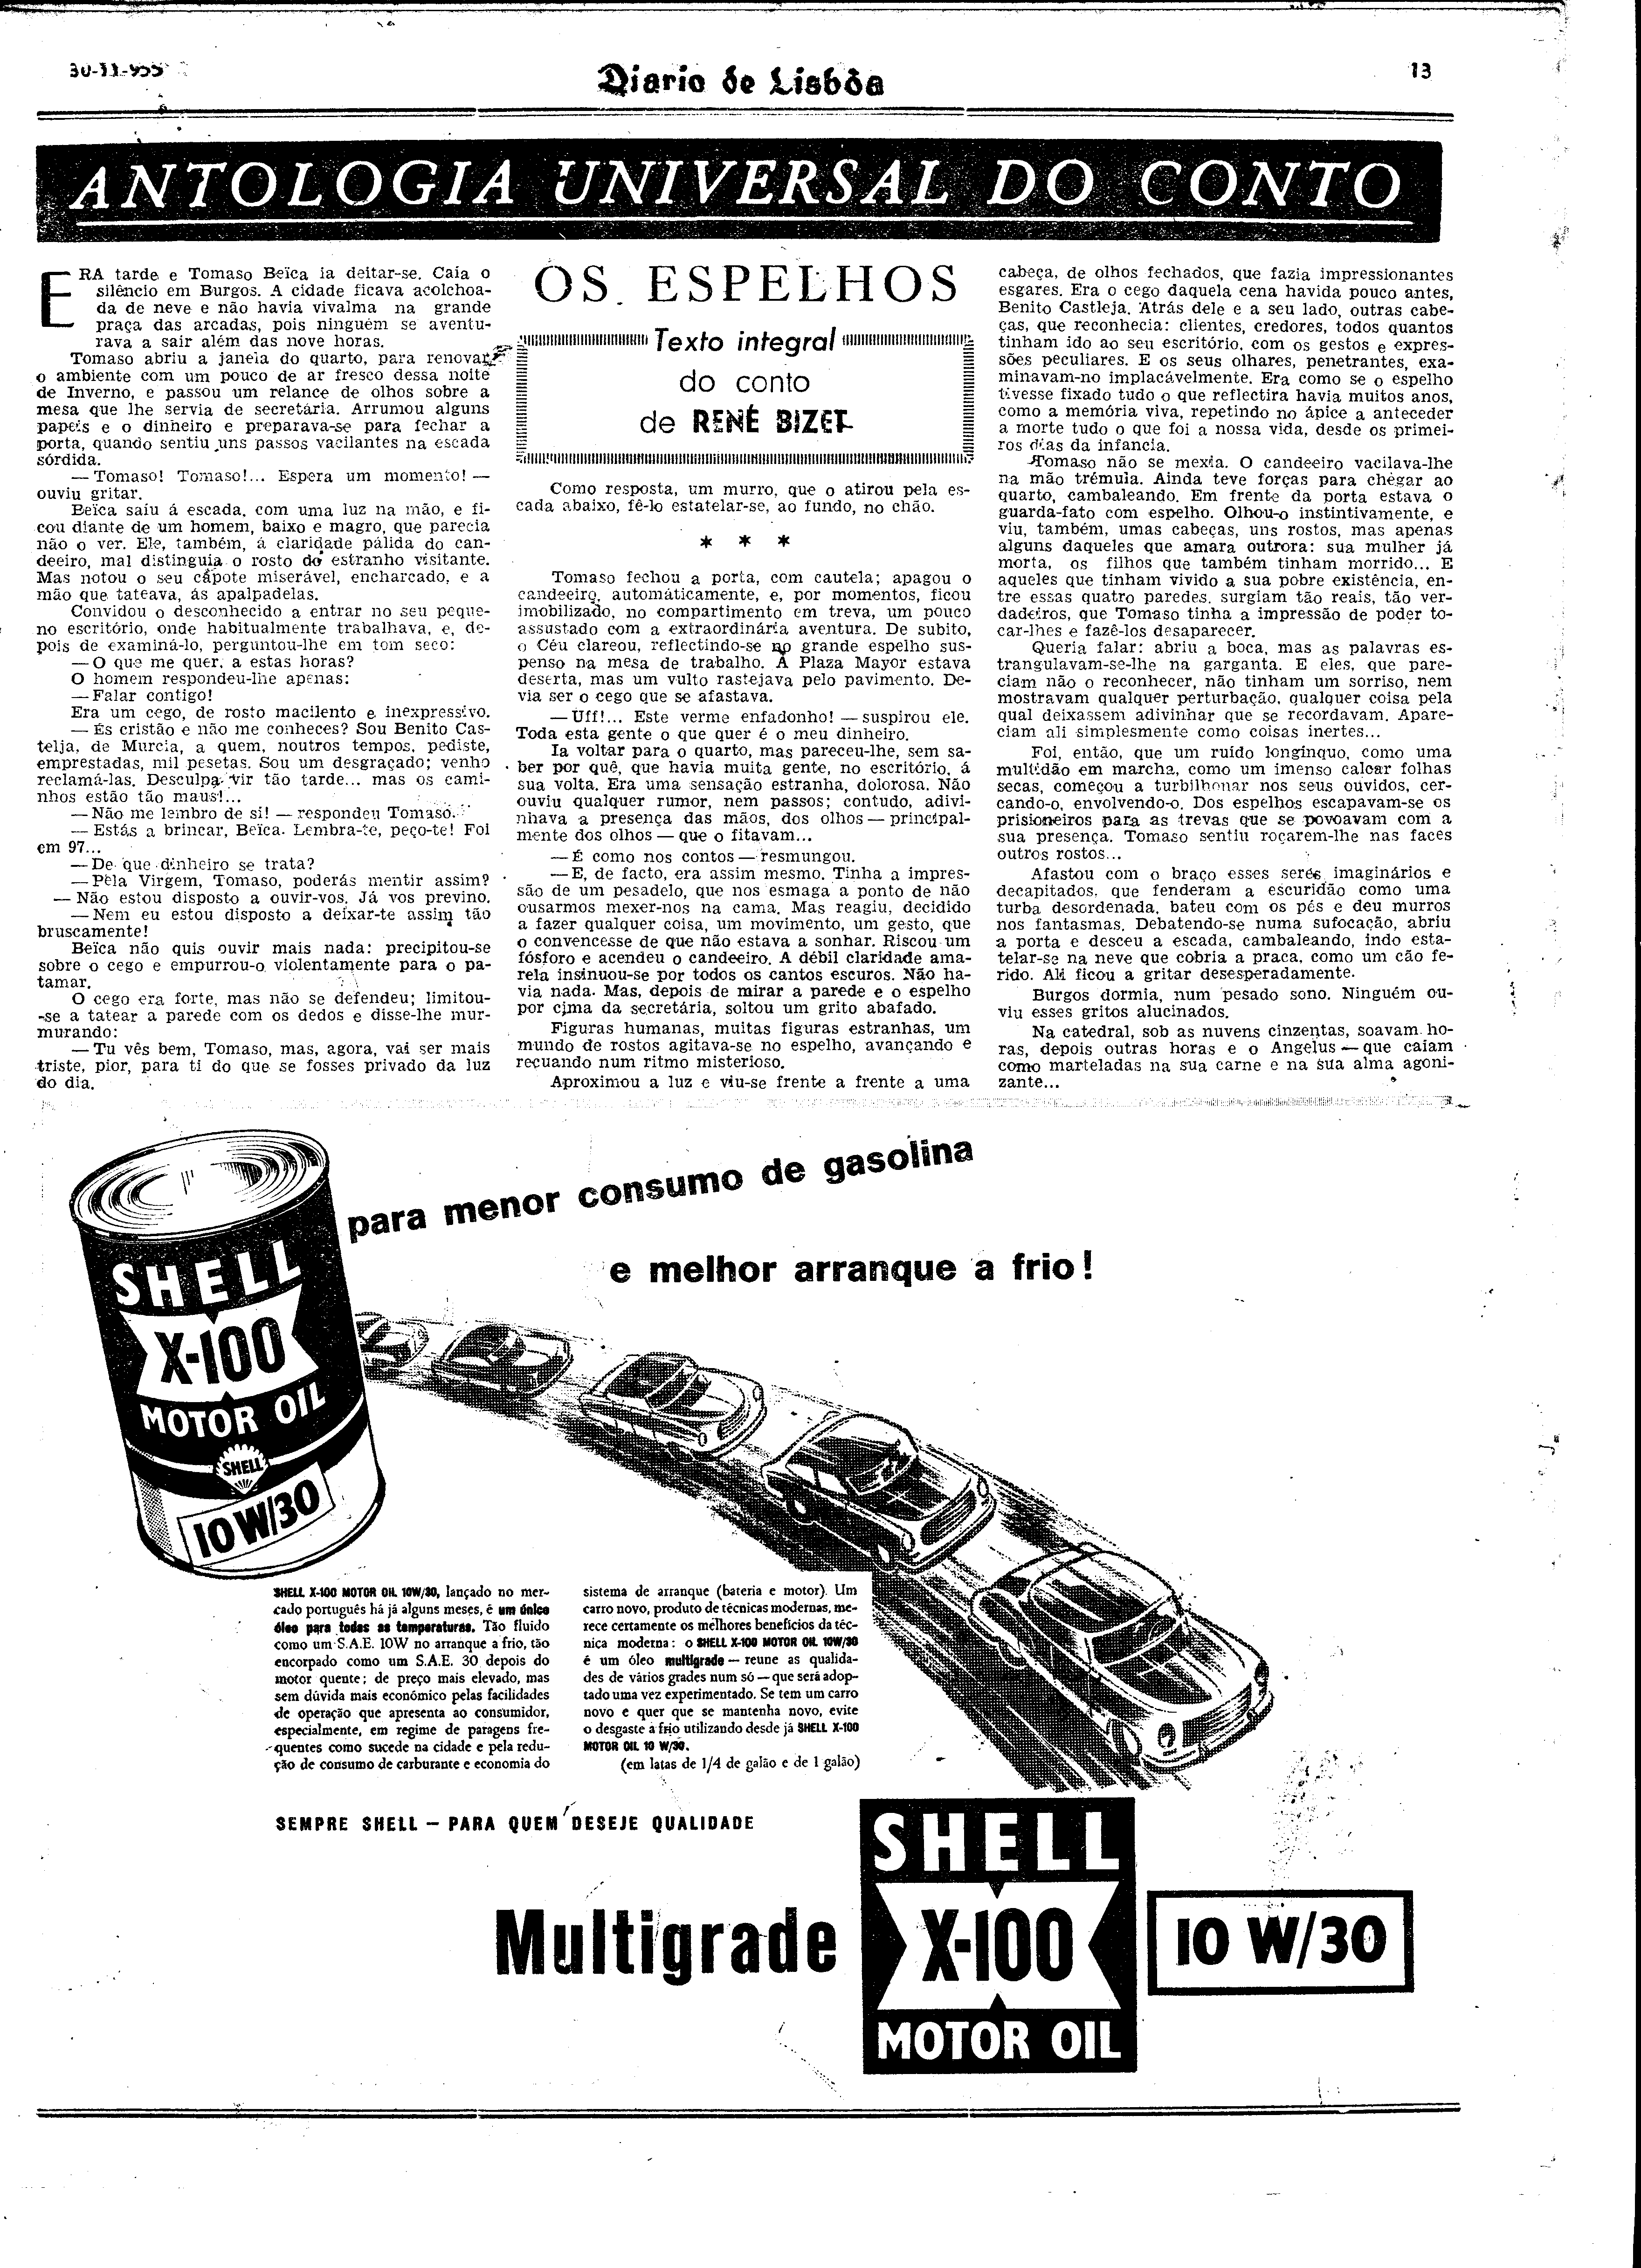 30-11-955
Diario de Lisbôa
13
ANTOLOGIA UNIVERSAL DO CONTO
ERA tarde e Tomaso Beïca ia deitar-se. Caia o
silêncio em Burgos. A cidade ficava acolchoa-
da de neve e não havia vivalma na grande
praça das arcadas, pois ninguém se aventu-
rava a sair além das nove horas.
Tomaso abriu a janela do quarto, para renovar
o ambiente com um pouco de ar fresco dessa noite
de Inverno, e passou um relance de olhos sobre a
mesa que lhe servia de secretária. Arrumou alguns
papéis e o dinheiro e preparava-se para fechar a
porta, quando sentiu uns passos vacilantes na escada
sórdida.
— Tomaso! Tomaso!... Espera um momento! —
ouviu gritar.
Beïca saiu á escada, com uma luz na mão, e fi-
cou diante de um homem, baixo e magro, que parecia
não o ver. Ele, também, á claridade pálida do can-
deeiro, mal distinguia o rosto do estranho visitante.
Mas notou o seu capote miserável, encharcado, e a
mão que tateava, ás apalpadelas.
Convidou o desconhecido a entrar no seu peque-
no escritório, onde habitualmente trabalhava, e, de-
pois de examiná-lo, perguntou-lhe em tom seco:
— O que me quer, a estas horas?
O homem respondeu-lhe apenas:
— Falar contigo!
Era um cego, de rosto macilento e inexpressivo.
— És cristão e não me conheces? Sou Benito Cas-
telja, de Murcia, a quem, noutros tempos, pediste,
emprestadas, mil pesetas. Sou um desgraçado; venho
reclamá-las. Desculpa vir tão tarde... mas os cami-
nhos estão tão maus!...
— Não me lembro de si! — respondeu Tomaso.
— Estás a brincar, Beïca. Lembra-te, peço-te! Foi
em 97...
— De que dinheiro se trata?
— Pela Virgem, Tomaso, poderás mentir assim?
— Não estou disposto a ouvir-vos. Já vos previno.
— Nem eu estou disposto a deixar-te assim tão
bruscamente!
Beïca não quis ouvir mais nada: precipitou-se
sobre o cego e empurrou-o violentamente para o pa-
tamar.
O cego era forte, mas não se defendeu; limitou-
-se a tatear a parede com os dedos e disse-lhe mur-
murando:
— Tu vês bem, Tomaso, mas, agora, vai ser mais
triste, pior, para ti do que se fosses privado da luz
do dia.
OS ESPELHOS
Texto integral
do conto
de RENÉ BIZET
Como resposta, um murro, que o atirou pela es-
cada abaixo, fê-lo estatelar-se, ao fundo, no chão.
* * *
Tomaso fechou a porta, com cautela; apagou o
candeeiro, automáticamente, e, por momentos, ficou
imobilizado, no compartimento em treva, um pouco
assustado com a extraordinária aventura. De subito,
o Céu clareou, reflectindo-se no grande espelho sus-
penso na mesa de trabalho. A Plaza Mayor estava
deserta, mas um vulto rastejava pelo pavimento. De-
via ser o cego que se afastava.
— Uff!... Este verme enfadonho! — suspirou ele.
Toda esta gente o que quer é o meu dinheiro.
Ia voltar para o quarto, mas pareceu-lhe, sem sa-
ber por quê, que havia muita gente, no escritório, á
sua volta. Era uma sensação estranha, dolorosa. Não
ouviu qualquer rumor, nem passos; contudo, adivi-
nhava a presença das mãos, dos olhos — principal-
mente dos olhos — que o fitavam...
— É como nos contos — resmungou.
— E, de facto, era assim mesmo. Tinha a impres-
são de um pesadelo, que nos esmaga a ponto de não
ousarmos mexer-nos na cama. Mas reagiu, decidido
a fazer qualquer coisa, um movimento, um gesto, que
o convencesse de que não estava a sonhar. Riscou um
fósforo e acendeu o candeeiro. A débil claridade ama-
rela insinuou-se por todos os cantos escuros. Não ha-
via nada. Mas, depois de mirar a parede e o espelho
por cima da secretária, soltou um grito abafado.
Figuras humanas, muitas figuras estranhas, um
mundo de rostos agitava-se no espelho, avançando e
recuando num ritmo misterioso.
Aproximou a luz e viu-se frente a frente a uma
cabeça, de olhos fechados, que fazia impressionantes
esgares. Era o cego daquela cena havida pouco antes,
Benito Castleja. Atrás dele e a seu lado, outras cabe-
ças, que reconhecia: clientes, credores, todos quantos
tinham ido ao seu escritório, com os gestos e expres-
sões peculiares. E os seus olhares, penetrantes, exa-
minavam-no implacávelmente. Era como se o espelho
tivesse fixado tudo o que reflectira havia muitos anos,
como a memória viva, repetindo no ápice a anteceder
a morte tudo o que foi a nossa vida, desde os primei-
ros dias da infancia.
Tomaso não se mexia. O candeeiro vacilava-lhe
na mão trémula. Ainda teve forças para chegar ao
quarto, cambaleando. Em frente da porta estava o
guarda-fato com espelho. Olhou-o instintivamente, e
viu, também, umas cabeças, uns rostos, mas apenas
alguns daqueles que amara outrora: sua mulher já
morta, os filhos que também tinham morrido... E
aqueles que tinham vivido a sua pobre existência, en-
tre essas quatro paredes, surgiam tão reais, tão ver-
dadeiros, que Tomaso tinha a impressão de poder to-
car-lhes e fazê-los desaparecer.
Queria falar: abriu a boca, mas as palavras es-
trangulavam-se-lhe na garganta. E eles, que pare-
ciam não o reconhecer, não tinham um sorriso, nem
mostravam qualquer perturbação, qualquer coisa pela
qual deixassem adivinhar que se recordavam. Apare-
ciam ali simplesmente como coisas inertes...
Foi, então, que um ruído longínquo, como uma
multidão em marcha, como um imenso calcar folhas
secas, começou a turbilhonar nos seus ouvidos, cer-
cando-o, envolvendo-o. Dos espelhos escapavam-se os
prisioneiros para as trevas que se povoavam com a
sua presença. Tomaso sentiu roçarem-lhe nas faces
outros rostos...
Afastou com o braço esses seres imaginários e
decapitados, que fenderam a escuridão como uma
turba desordenada, bateu com os pés e deu murros
nos fantasmas. Debatendo-se numa sufocação, abriu
a porta e desceu a escada, cambaleando, indo esta-
telar-se na neve que cobria a praca, como um cão fe-
rido. Ali ficou a gritar desesperadamente.
Burgos dormia, num pesado sono. Ninguém ou-
viu esses gritos alucinados.
Na catedral, sob as nuvens cinzentas, soavam ho-
ras, depois outras horas e o Angelus — que caiam
como marteladas na sua carne e na sua alma agoni-
zante...
para menor consumo de gasolina
e melhor arranque a frio!
SHELL
X-100
MOTOR OIL
SHELL
10W/30
SHELL X-100 MOTOR OIL 10W/30, lançado no mer-
cado português há já alguns meses, é um único
óleo para todas as temperaturas. Tão fluido
como um S.A.E. 10W no arranque a frio, tão
encorpado como um S.A.E. 30 depois do
motor quente; de preço mais elevado, mas
sem dúvida mais económico pelas facilidades
de operação que apresenta ao consumidor,
especialmente, em regime de paragens fre-
quentes como sucede na cidade e pela redu-
ção de consumo de carburante e economia do
sistema de arranque (bateria e motor). Um
carro novo, produto de técnicas modernas, me-
rece certamente os melhores benefícios da téc-
nica moderna: o SHELL X-100 MOTOR OIL 10W/30
é um óleo multigrade — reune as qualida-
des de vários grades num só — que será adop-
tado uma vez experimentado. Se tem um carro
novo e quer que se mantenha novo, evite
o desgaste a frio utilizando desde já SHELL X-100
MOTOR OIL 10 W/30.
(em latas de 1/4 de galão e de 1 galão)
SEMPRE SHELL — PARA QUEM DESEJE QUALIDADE
Multigrade
SHELL
X-100
MOTOR OIL
10 W/30